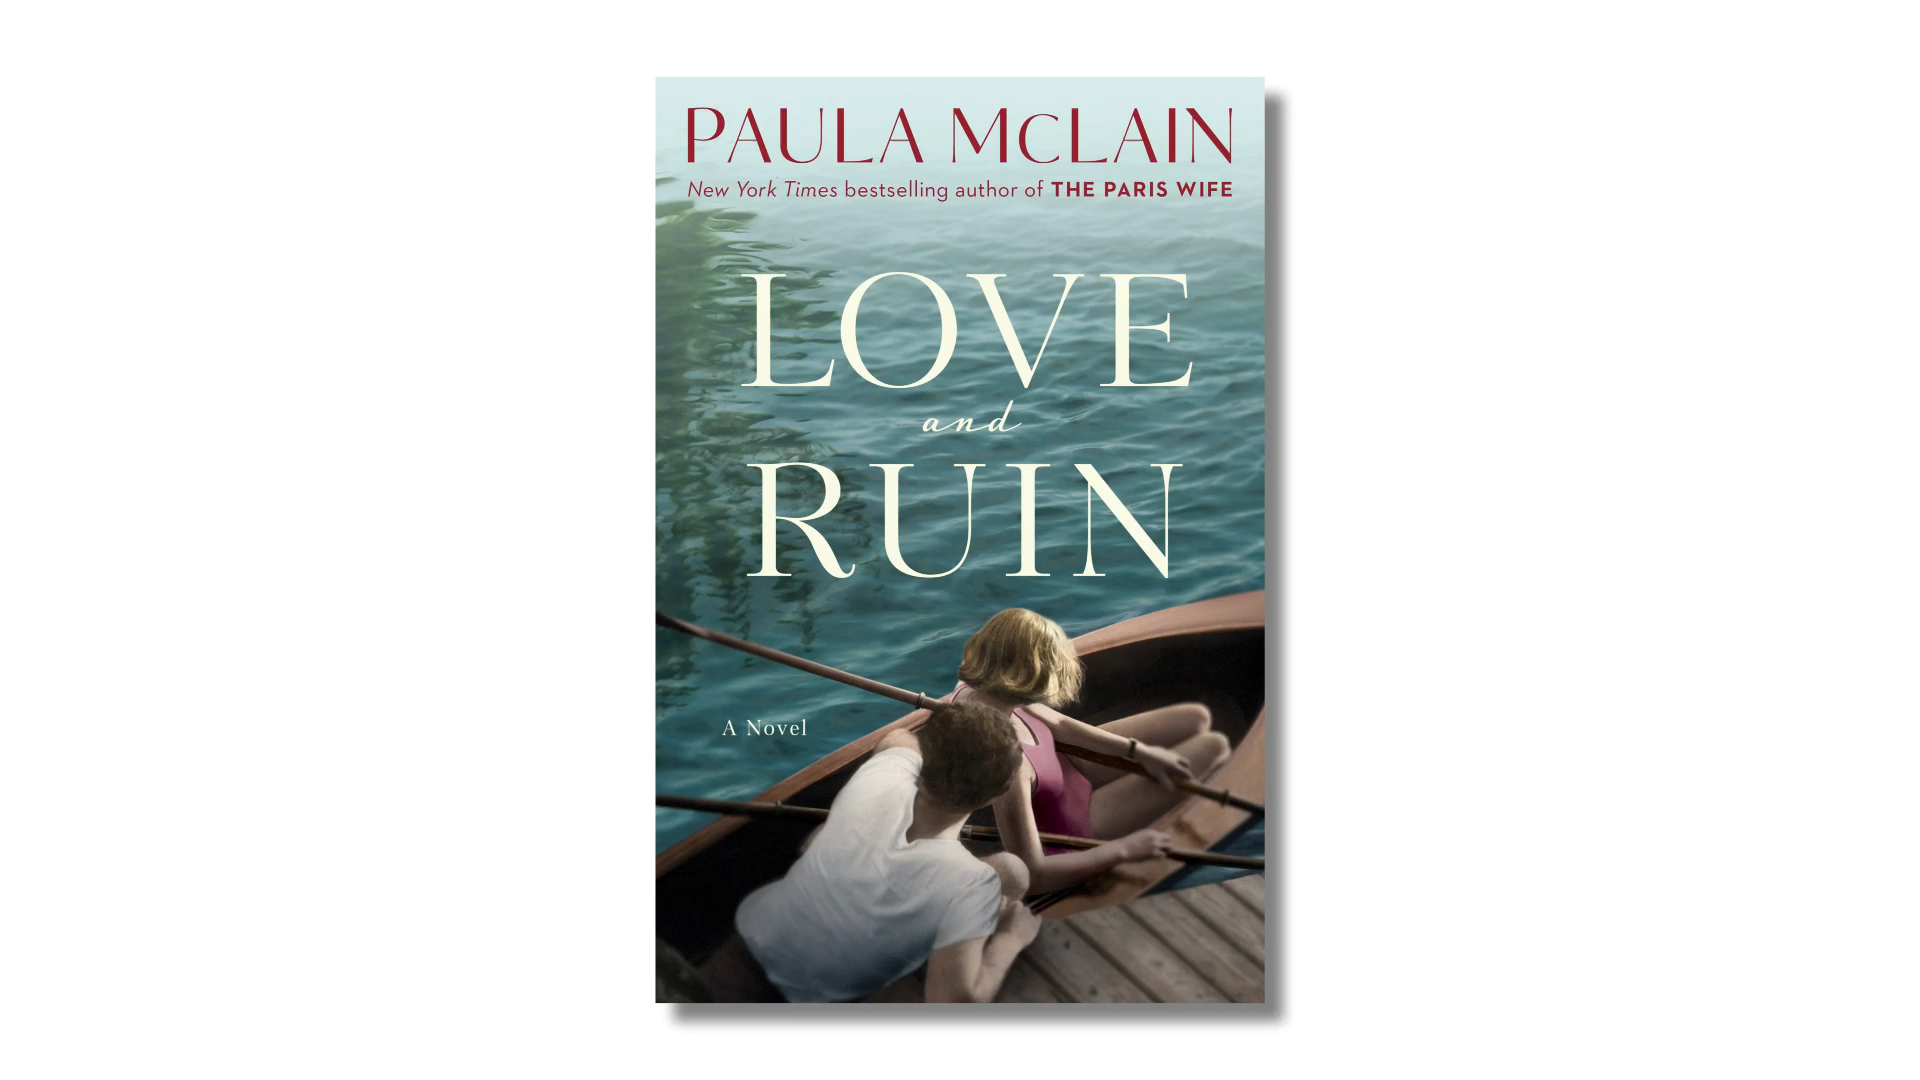 PAULA McLAIN
New York Times bestselling author of THE PARIS WIFE
LOVE
and
RUIN
A Novel